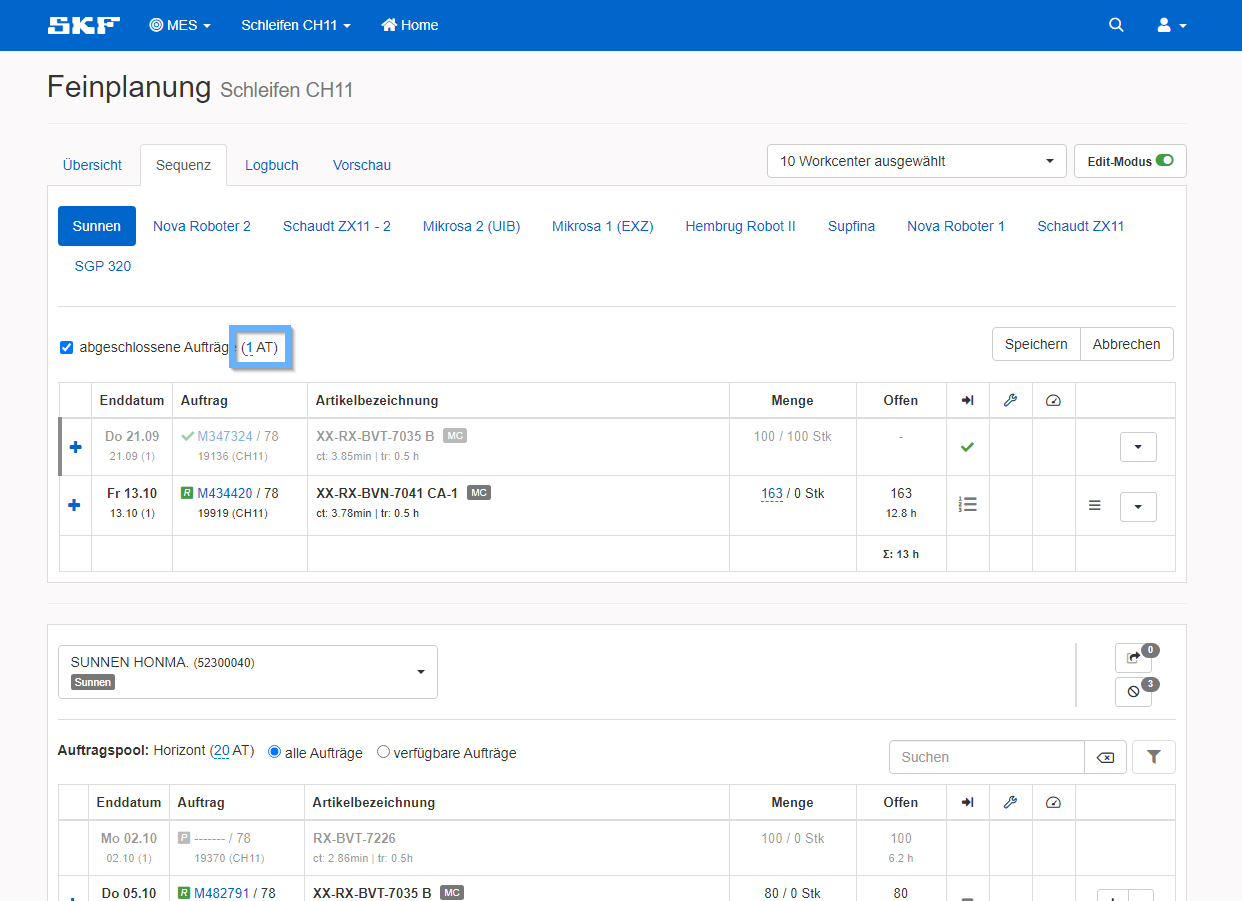 SKF MES Schleifen CH11 Home
Feinplanung Schleifen CH11
Übersicht Sequenz Logbuch Vorschau 10 Workcenter ausgewählt Edit-Modus
Sunnen Nova Roboter 2 Schaudt ZX11 - 2 Mikrosa 2 (UIB) Mikrosa 1 (EXZ) Hembrug Robot II Supfina Nova Roboter 1 Schaudt ZX11
SGP 320
abgeschlossene Aufträg (1 AT) Speichern Abbrechen
Enddatum Auftrag Artikelbezeichnung Menge Offen
Do 21.09 M347324 / 78 XX-RX-BVT-7035 B MC 100 / 100 Stk -
21.09 (1) 19136 (CH11) ct: 3.85min | tr: 0.5 h
Fr 13.10 R M434420 / 78 XX-RX-BVN-7041 CA-1 MC 163 / 0 Stk 163
13.10 (1) 19919 (CH11) ct: 3.78min | tr: 0.5 h 12.8 h
Σ: 13 h
SUNNEN HONMA. (52300040) 0
Sunnen 3
Auftragspool: Horizont (20 AT) alle Aufträge verfügbare Aufträge Suchen
Enddatum Auftrag Artikelbezeichnung Menge Offen
Mo 02.10 P ------- / 78 RX-BVT-7226 100 / 0 Stk 100
02.10 (1) 19370 (CH11) ct: 2.86min | tr: 0.5h 6.2 h
Do 05.10 R M482791 / 78 XX-RX-BVT-7035 B MC 80 / 0 Stk 80